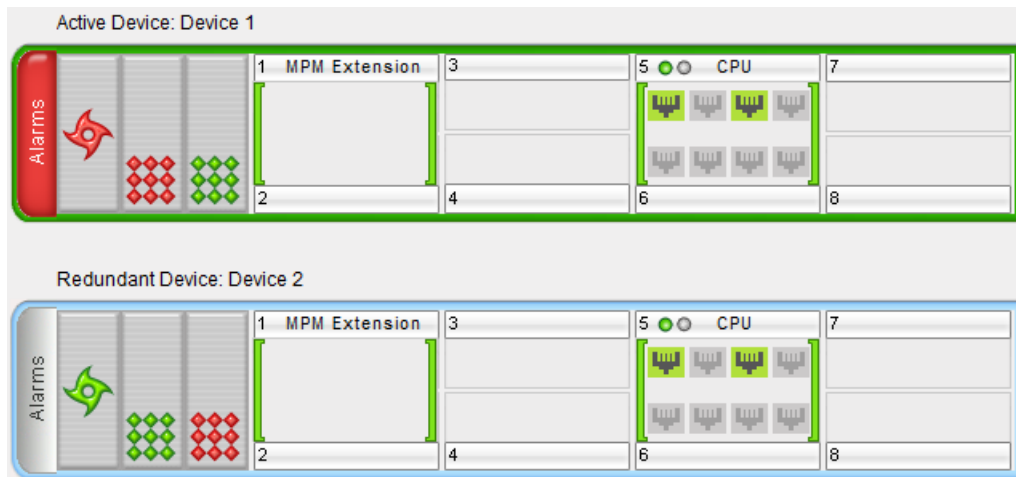 Active Device: Device 1
Alarms
1 MPM Extension 3 5 CPU 7
2 4 6 8
Redundant Device: Device 2
Alarms
1 MPM Extension 3 5 CPU 7
2 4 6 8